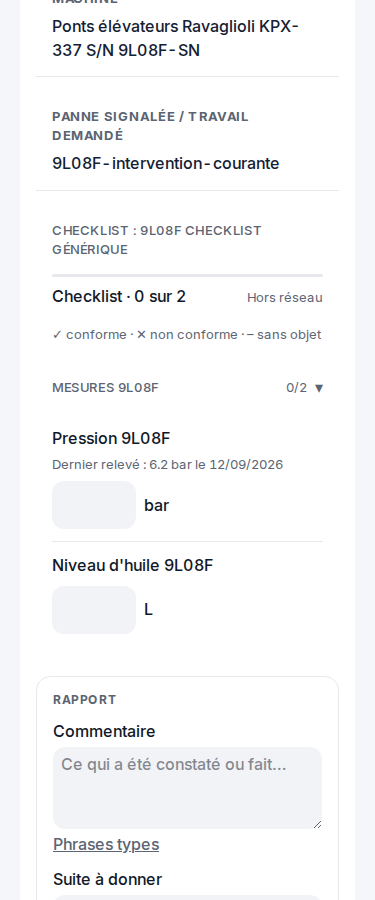 Ponts élévateurs Ravaglioli KPX-
337 S/N 9L08F-SN
PANNE SIGNALÉE / TRAVAIL
DEMANDÉ
9L08F-intervention-courante
CHECKLIST : 9L08F CHECKLIST
GÉNÉRIQUE
Checklist · 0 sur 2 Hors réseau
✓ conforme · ✕ non conforme · – sans objet
MESURES 9L08F 0/2 ▼
Pression 9L08F
Dernier relevé : 6.2 bar le 12/09/2026
bar
Niveau d'huile 9L08F
L
RAPPORT
Commentaire
Ce qui a été constaté ou fait…
Phrases types
Suite à donner